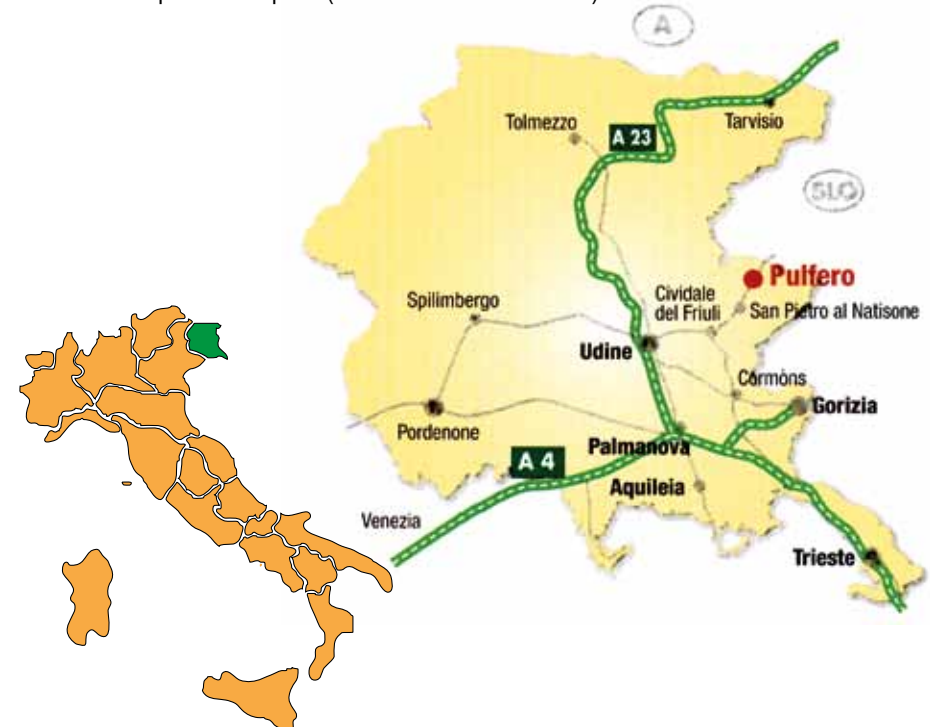 A
Tolmezzo
A 23
Tarvisio
SLO
Pulfero
Cividale
del Friuli
San Pietro al Natisone
Spilimbergo
Udine
Cormòns
Gorizia
Pordenone
Palmanova
A 4
Aquileia
Venezia
Trieste